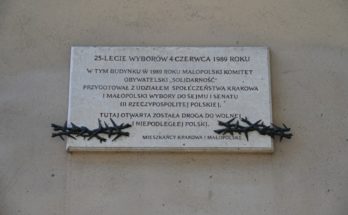 25-LECIE WYBORÓW 4 CZERWCA 1989 ROKU
W TYM BUDYNKU W 1989 ROKU MAŁOPOLSKI KOMITET
OBYWATELSKI „SOLIDARNOŚĆ”
PRZYGOTOWAŁ Z UDZIAŁEM SPOŁECZEŃSTWA KRAKOWA
I MAŁOPOLSKI WYBORY DO SEJMU I SENATU
III RZECZYPOSPOLITEJ POLSKIEJ.
TUTAJ OTWARTA ZOSTAŁA DROGA DO WOLNEJ
I NIEPODLEGŁEJ POLSKI.
MIESZKAŃCY KRAKOWA I MAŁOPOLSKI